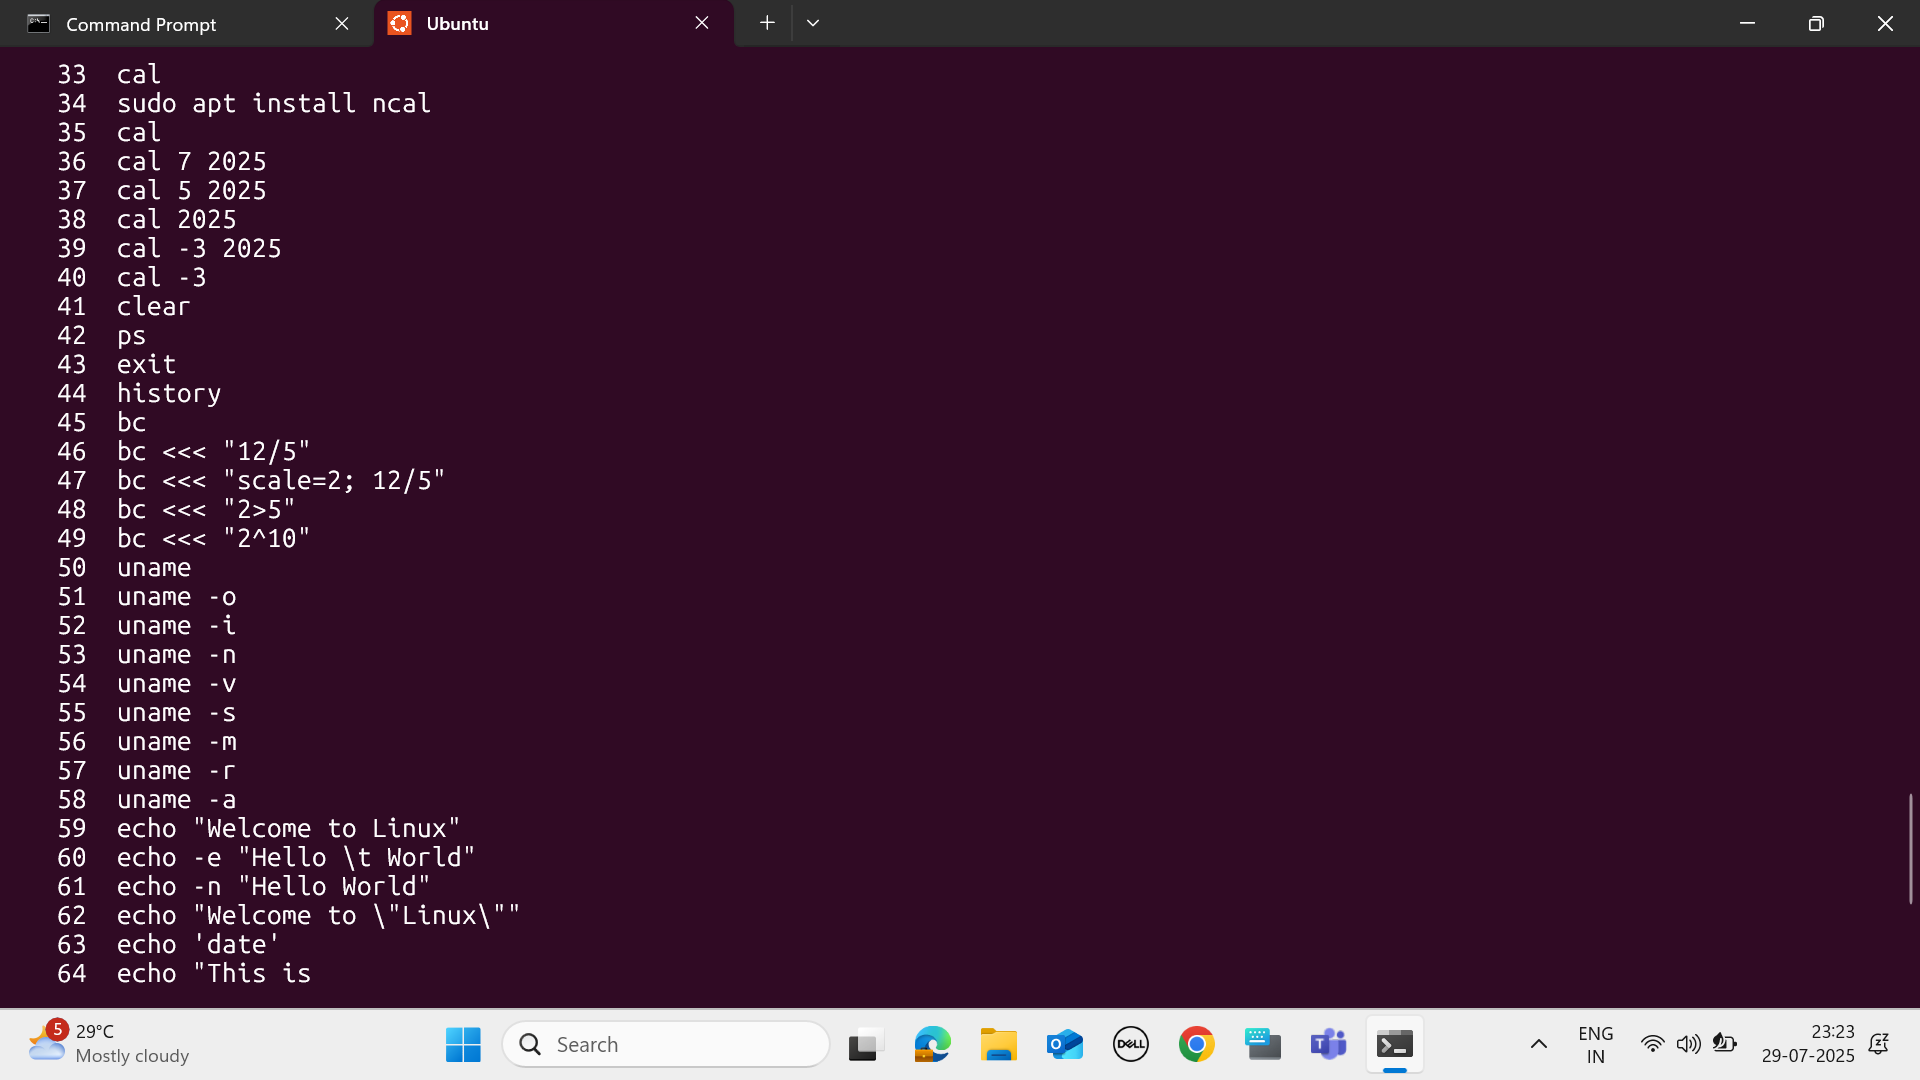 Command Prompt
Ubuntu
33 cal
34 sudo apt install ncal
35 cal
36 cal 7 2025
37 cal 5 2025
38 cal 2025
39 cal -3 2025
40 cal -3
41 clear
42 ps
43 exit
44 history
45 bc
46 bc <<< "12/5"
47 bc <<< "scale=2; 12/5"
48 bc <<< "2>5"
49 bc <<< "2^10"
50 uname
51 uname -o
52 uname -i
53 uname -n
54 uname -v
55 uname -s
56 uname -m
57 uname -r
58 uname -a
59 echo "Welcome to Linux"
60 echo -e "Hello \t World"
61 echo -n "Hello World"
62 echo "Welcome to \"Linux\""
63 echo 'date'
64 echo "This is
5
29°C
Mostly cloudy
Search
DELL
ENG
IN
23:23
29-07-2025